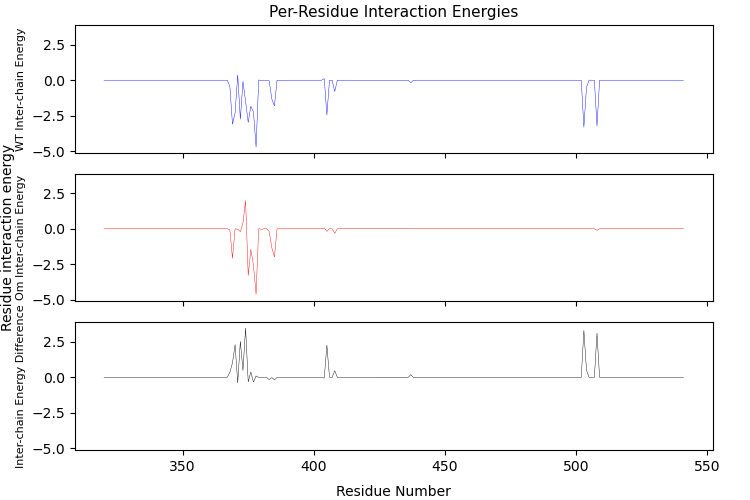 Per-Residue Interaction Energies
Residue interaction energy
WT Inter-chain Energy
2.5
0.0
−2.5
−5.0
Om Inter-chain Energy
2.5
0.0
−2.5
−5.0
Inter-chain Energy Difference
2.5
0.0
−2.5
−5.0
350
400
450
500
550
Residue Number